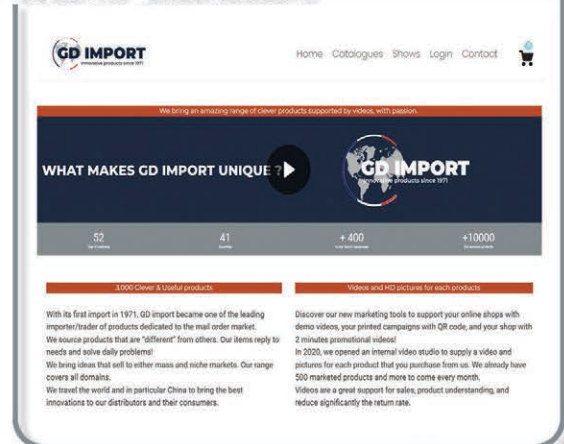 GD IMPORT
innovative products since 1971
Home Catalogues Shows Login Contact
We bring an amazing range of clever products supported by videos, with passion.
WHAT MAKES GD IMPORT UNIQUE ?
GD IMPORT
innovative products since 1971
52
41
+ 400
+10000
3,000 Clever & Useful products
With its first import in 1971, GD import became one of the leading
importer/trader of products dedicated to the mail order market.
We source products that are "different" from others. Our items reply to
needs and solve daily problems!
We bring ideas that sell to either mass and niche markets. Our range
covers all domains.
We travel the world and in particular China to bring the best
innovations to our distributors and their consumers.
Videos and HD pictures for each products
Discover our new marketing tools to support your online shops with
demo videos, your printed campaigns with QR code, and your shop with
2 minutes promotional videos!
In 2020, we opened an internal video studio to supply a video and
pictures for each product that you purchase from us. We already have
500 marketed products and more to come every month.
Videos are a great support for sales, product understanding, and
reduce significantly the return rate.